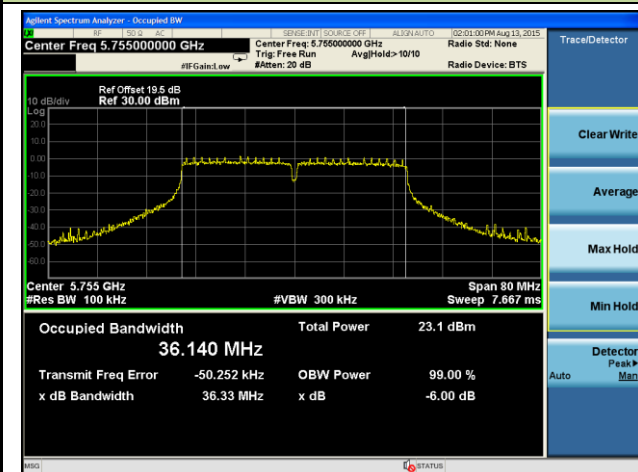 Agilent Spectrum Analyzer - Occupied BW
RF 50 Ω AC SENSE:INT SOURCE OFF ALIGN AUTO 02:01:00 PM Aug 13, 2015
Center Freq 5.755000000 GHz Center Freq: 5.755000000 GHz Radio Std: None Trace/Detector
Trig: Free Run Avg|Hold:> 10/10
#IFGain:Low #Atten: 20 dB Radio Device: BTS
Ref Offset 19.5 dB
10 dB/div Ref 30.00 dBm
Log
20.0
10.0
0.00
-10.0
-20.0
-30.0
-40.0
-50.0
-60.0
Clear Write
Average
Max Hold
Min Hold
Detector
Peak▶
Auto Man
Center 5.755 GHz Span 80 MHz
#Res BW 100 kHz #VBW 300 kHz Sweep 7.667 ms
Occupied Bandwidth Total Power 23.1 dBm
36.140 MHz
Transmit Freq Error -50.252 kHz OBW Power 99.00 %
x dB Bandwidth 36.33 MHz x dB -6.00 dB
MSG STATUS